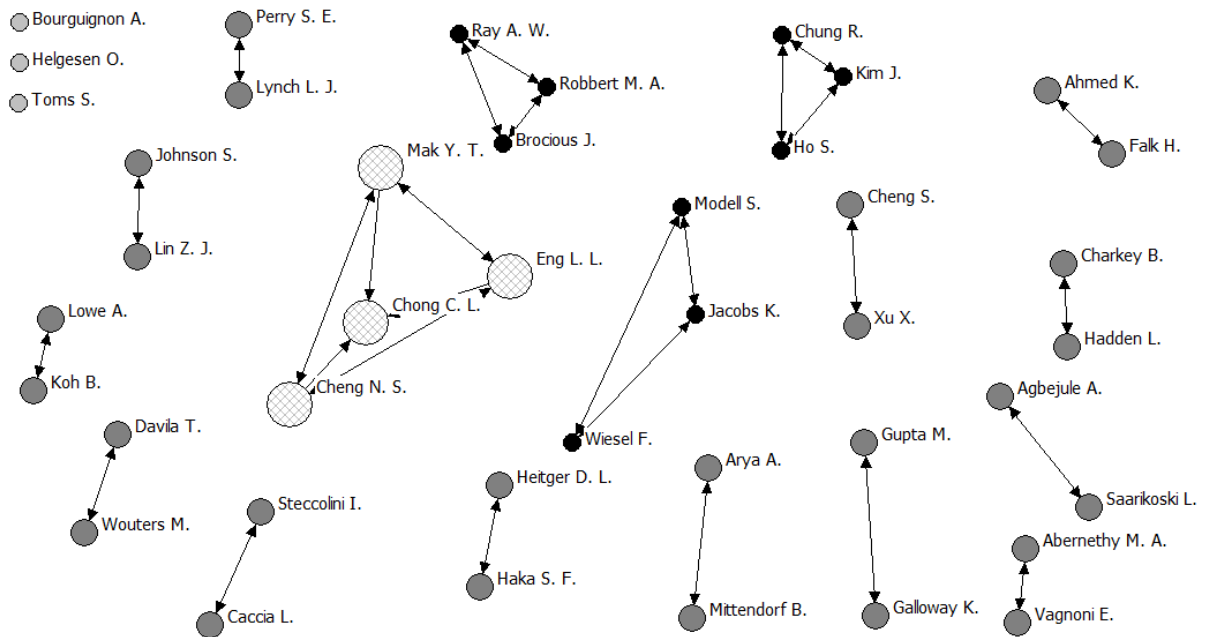 Bourguignon A.
Helgesen O.
Toms S.
Perry S. E.
Lynch L. J.
Ray A. W.
Robbert M. A.
Brocious J.
Chung R.
Kim J.
Ho S.
Ahmed K.
Falk H.
Johnson S.
Lin Z. J.
Mak Y. T.
Eng L. L.
Chong C. L.
Cheng N. S.
Modell S.
Jacobs K.
Wiesel F.
Cheng S.
Xu X.
Charkey B.
Hadden L.
Lowe A.
Koh B.
Davila T.
Wouters M.
Steccolini I.
Caccia L.
Heitger D. L.
Haka S. F.
Arya A.
Mittendorf B.
Gupta M.
Galloway K.
Agbejule A.
Saarikoski L.
Abernethy M. A.
Vagnoni E.